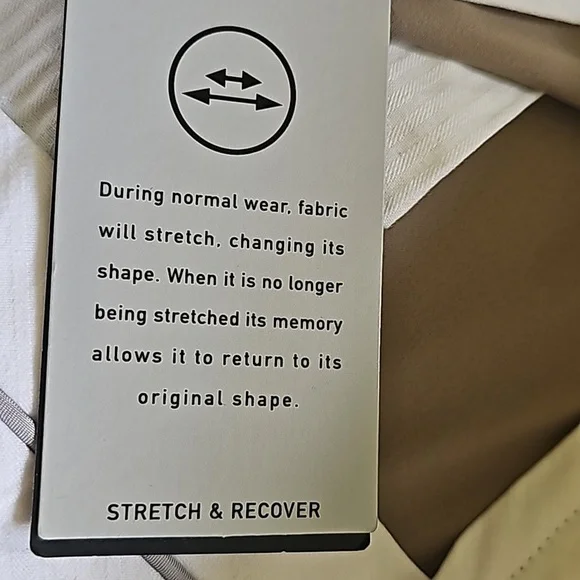 During normal wear, fabric
will stretch, changing its
shape. When it is no longer
being stretched its memory
allows it to return to its
original shape.
STRETCH & RECOVER